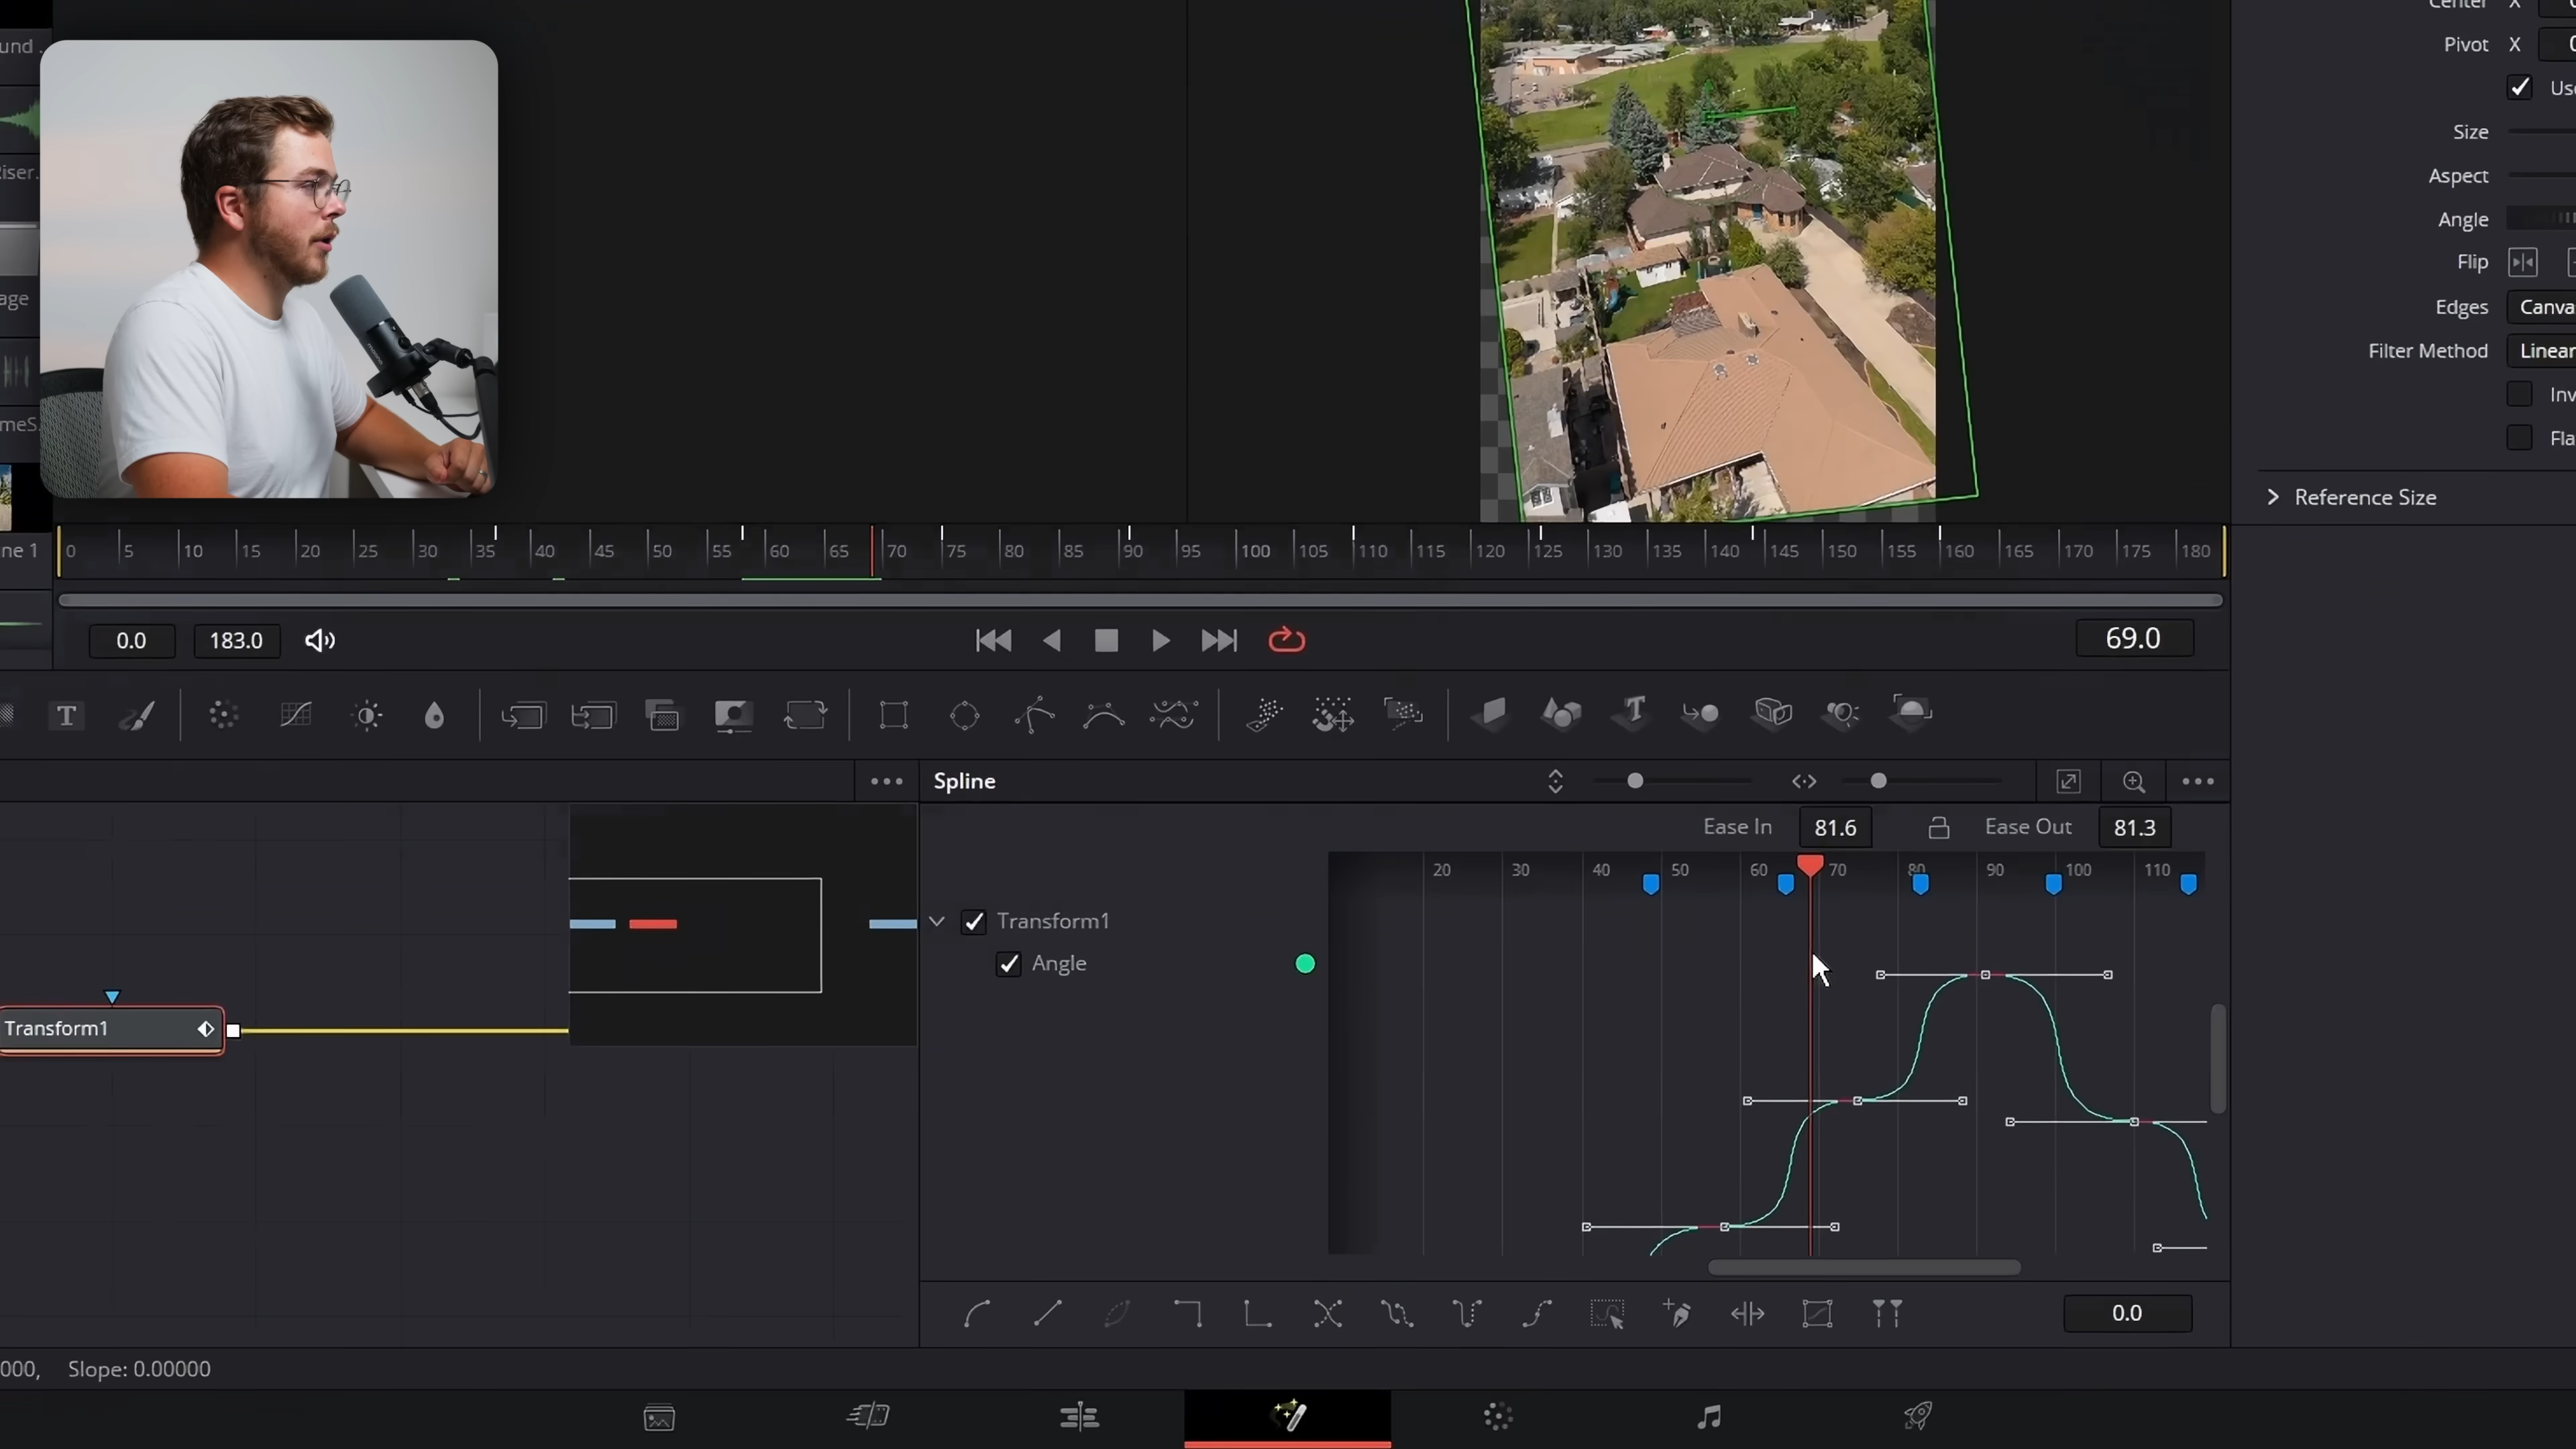 und
Riser.
age
meS.
ne 1
Center X
Pivot X
Use
Size
Aspect
Angle
Flip
Edges Canva
Filter Method Linear
Inv
Fla
Reference Size
0 5 10 15 20 25 30 35 40 45 50 55 60 65 70 75 80 85 90 95 100 105 110 115 120 125 130 135 140 145 150 155 160 165 170 175 180
0.0 183.0 69.0
T
Spline
Ease In 81.6 Ease Out 81.3
20 30 40 50 60 70 80 90 100 110
Transform1
Angle
Transform1
0.0
000, Slope: 0.00000